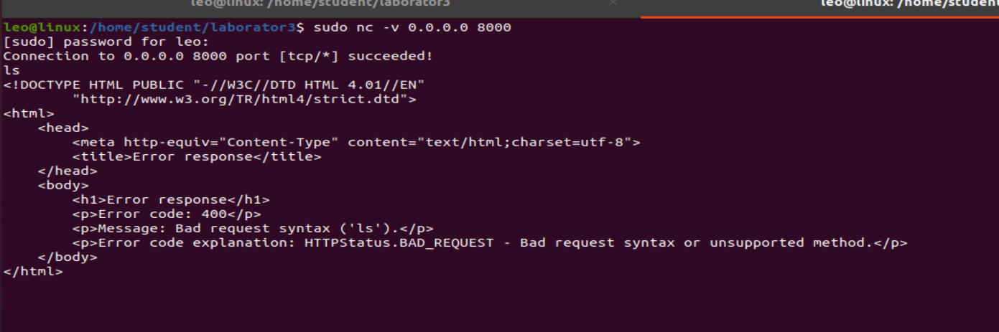 leo@linux: /home/student/laborator3 × leo@linux: /home/student
leo@linux:/home/student/laborator3$ sudo nc -v 0.0.0.0 8000
[sudo] password for leo:
Connection to 0.0.0.0 8000 port [tcp/*] succeeded!
ls
<!DOCTYPE HTML PUBLIC "-//W3C//DTD HTML 4.01//EN"
        "http://www.w3.org/TR/html4/strict.dtd">
<html>
    <head>
        <meta http-equiv="Content-Type" content="text/html;charset=utf-8">
        <title>Error response</title>
    </head>
    <body>
        <h1>Error response</h1>
        <p>Error code: 400</p>
        <p>Message: Bad request syntax ('ls').</p>
        <p>Error code explanation: HTTPStatus.BAD_REQUEST - Bad request syntax or unsupported method.</p>
    </body>
</html>